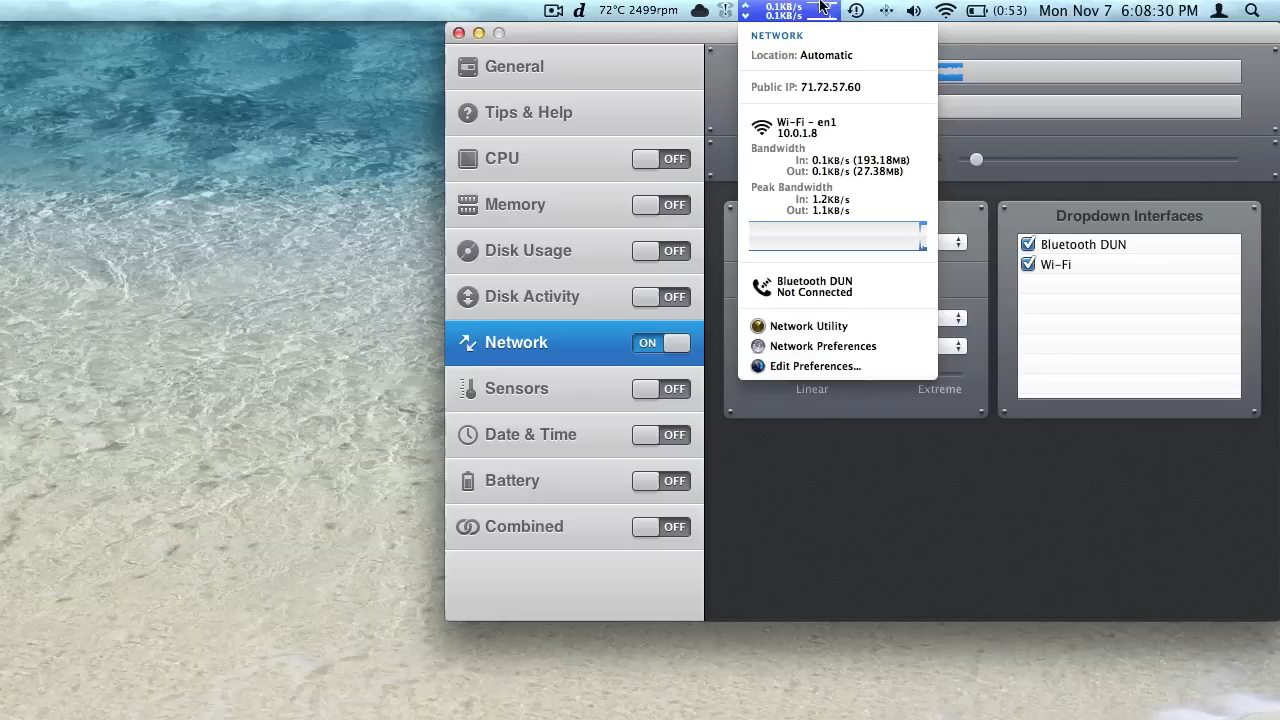 d 72°C 2499rpm 0.1KB/s (0:53) Mon Nov 7 6:08:30 PM
0.1KB/s
NETWORK
Location: Automatic
Public IP: 71.72.57.60
Wi-Fi - en1
10.0.1.8
Bandwidth
In: 0.1KB/s (193.18MB)
Out: 0.1KB/s (27.38MB)
Peak Bandwidth
In: 1.2KB/s
Out: 1.1KB/s
Bluetooth DUN
Not Connected
Network Utility
Network Preferences
Edit Preferences...
General
Tips & Help
CPU OFF
Memory OFF
Disk Usage OFF
Disk Activity OFF
Network ON
Sensors OFF
Date & Time OFF
Battery OFF
Combined OFF
Linear Extreme
Dropdown Interfaces
Bluetooth DUN
Wi-Fi